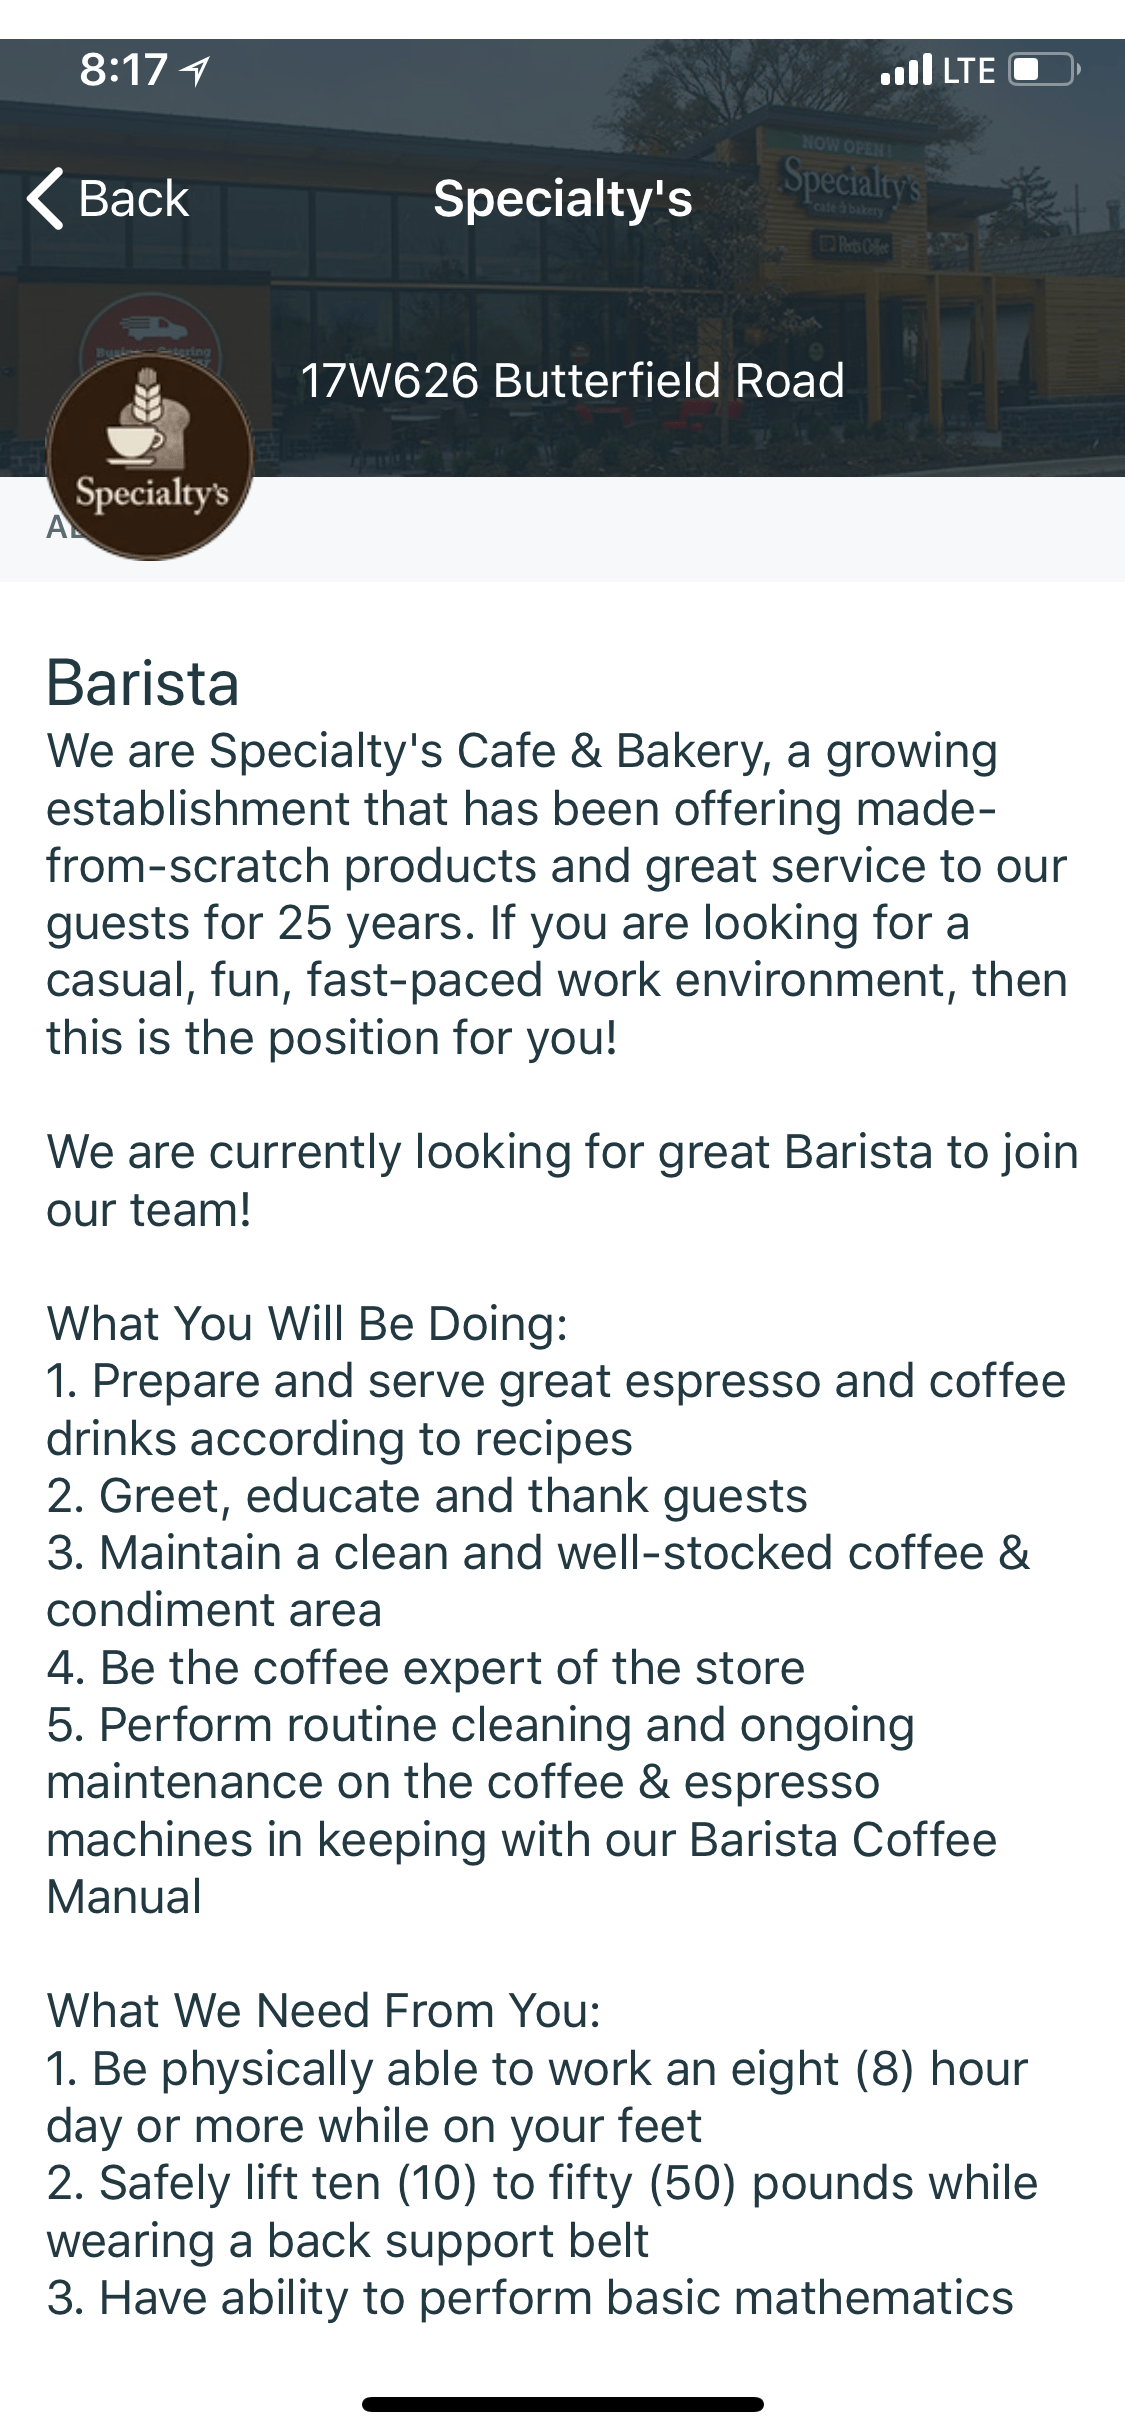 8:17 LTE
Back Specialty's
NOW OPEN!
Specialty's
café & bakery
Peet's Coffee
17W626 Butterfield Road
Specialty's
Barista
We are Specialty's Cafe & Bakery, a growing
establishment that has been offering made-
from-scratch products and great service to our
guests for 25 years. If you are looking for a
casual, fun, fast-paced work environment, then
this is the position for you!
We are currently looking for great Barista to join
our team!
What You Will Be Doing:
1. Prepare and serve great espresso and coffee
drinks according to recipes
2. Greet, educate and thank guests
3. Maintain a clean and well-stocked coffee &
condiment area
4. Be the coffee expert of the store
5. Perform routine cleaning and ongoing
maintenance on the coffee & espresso
machines in keeping with our Barista Coffee
Manual
What We Need From You:
1. Be physically able to work an eight (8) hour
day or more while on your feet
2. Safely lift ten (10) to fifty (50) pounds while
wearing a back support belt
3. Have ability to perform basic mathematics